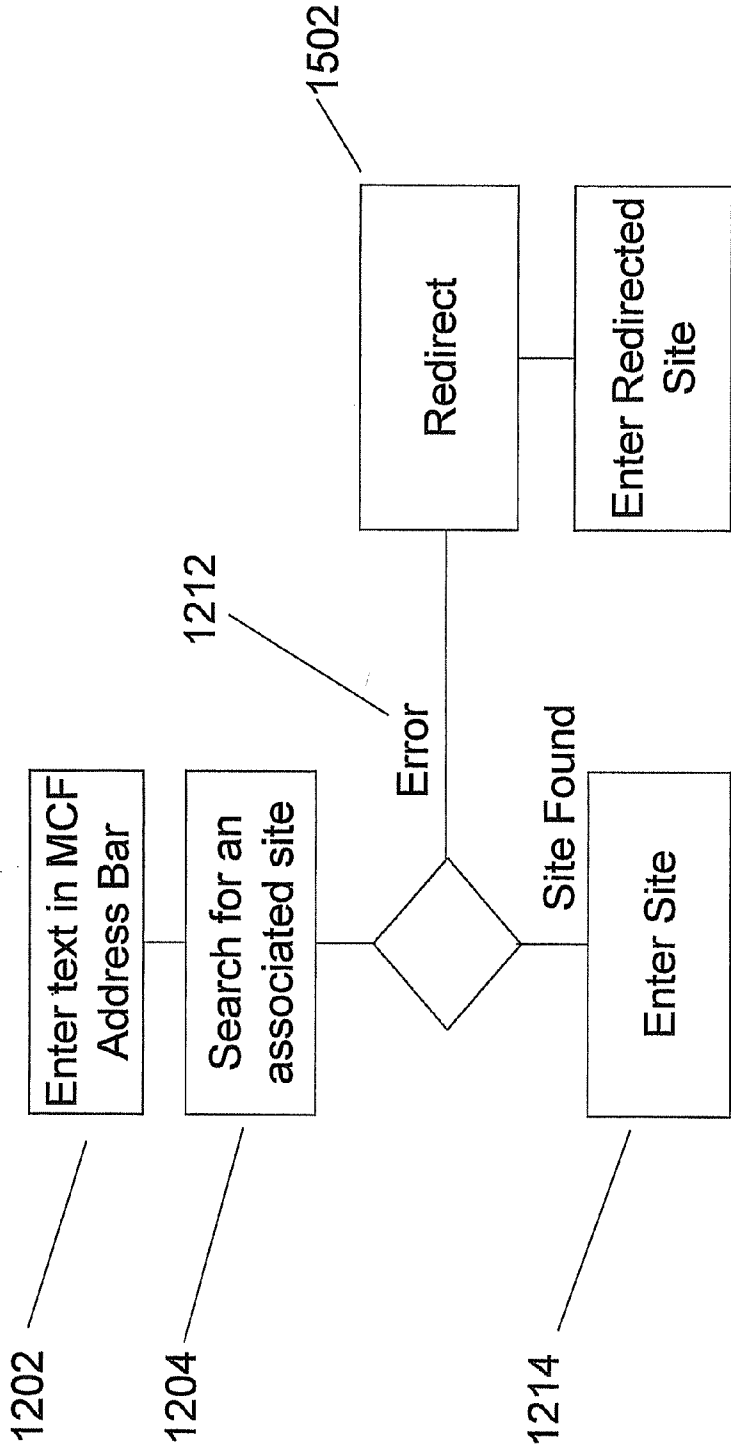 1202
Enter text in MCF
Address Bar
1204
Search for an
associated site
1212
Error
1502
Redirect
Site Found
1214
Enter Site
Enter Redirected
Site